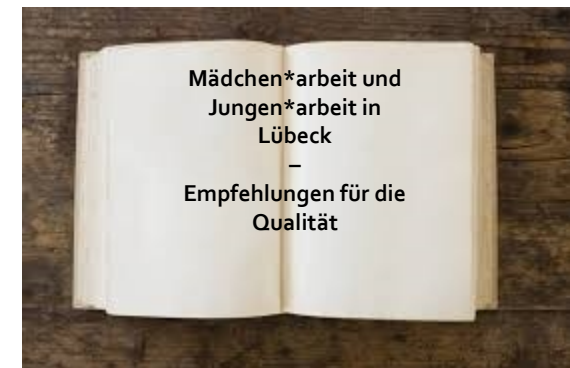 Mädchen*arbeit und
Jungen*arbeit in
Lübeck
–
Empfehlungen für die
Qualität